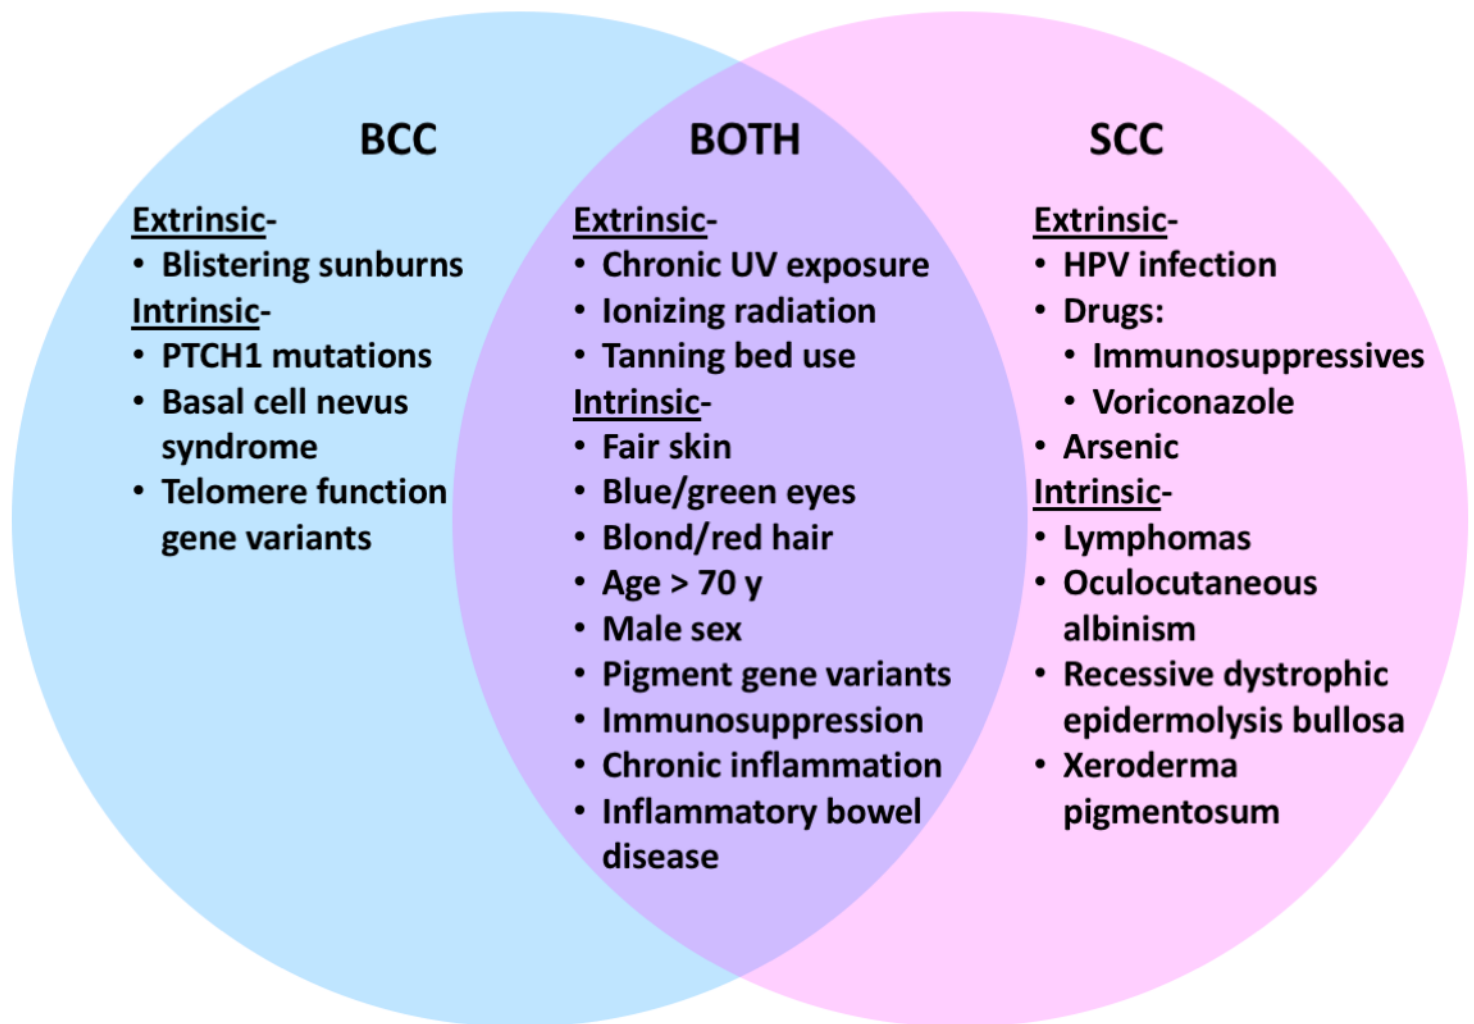 BCC
Extrinsic-
• Blistering sunburns
Intrinsic-
• PTCH1 mutations
• Basal cell nevus
syndrome
• Telomere function
gene variants
BOTH
Extrinsic-
• Chronic UV exposure
• Ionizing radiation
• Tanning bed use
Intrinsic-
• Fair skin
• Blue/green eyes
• Blond/red hair
• Age > 70 y
• Male sex
• Pigment gene variants
• Immunosuppression
• Chronic inflammation
• Inflammatory bowel
disease
SCC
Extrinsic-
• HPV infection
• Drugs:
• Immunosuppressives
• Voriconazole
• Arsenic
Intrinsic-
• Lymphomas
• Oculocutaneous
albinism
• Recessive dystrophic
epidermolysis bullosa
• Xeroderma
pigmentosum